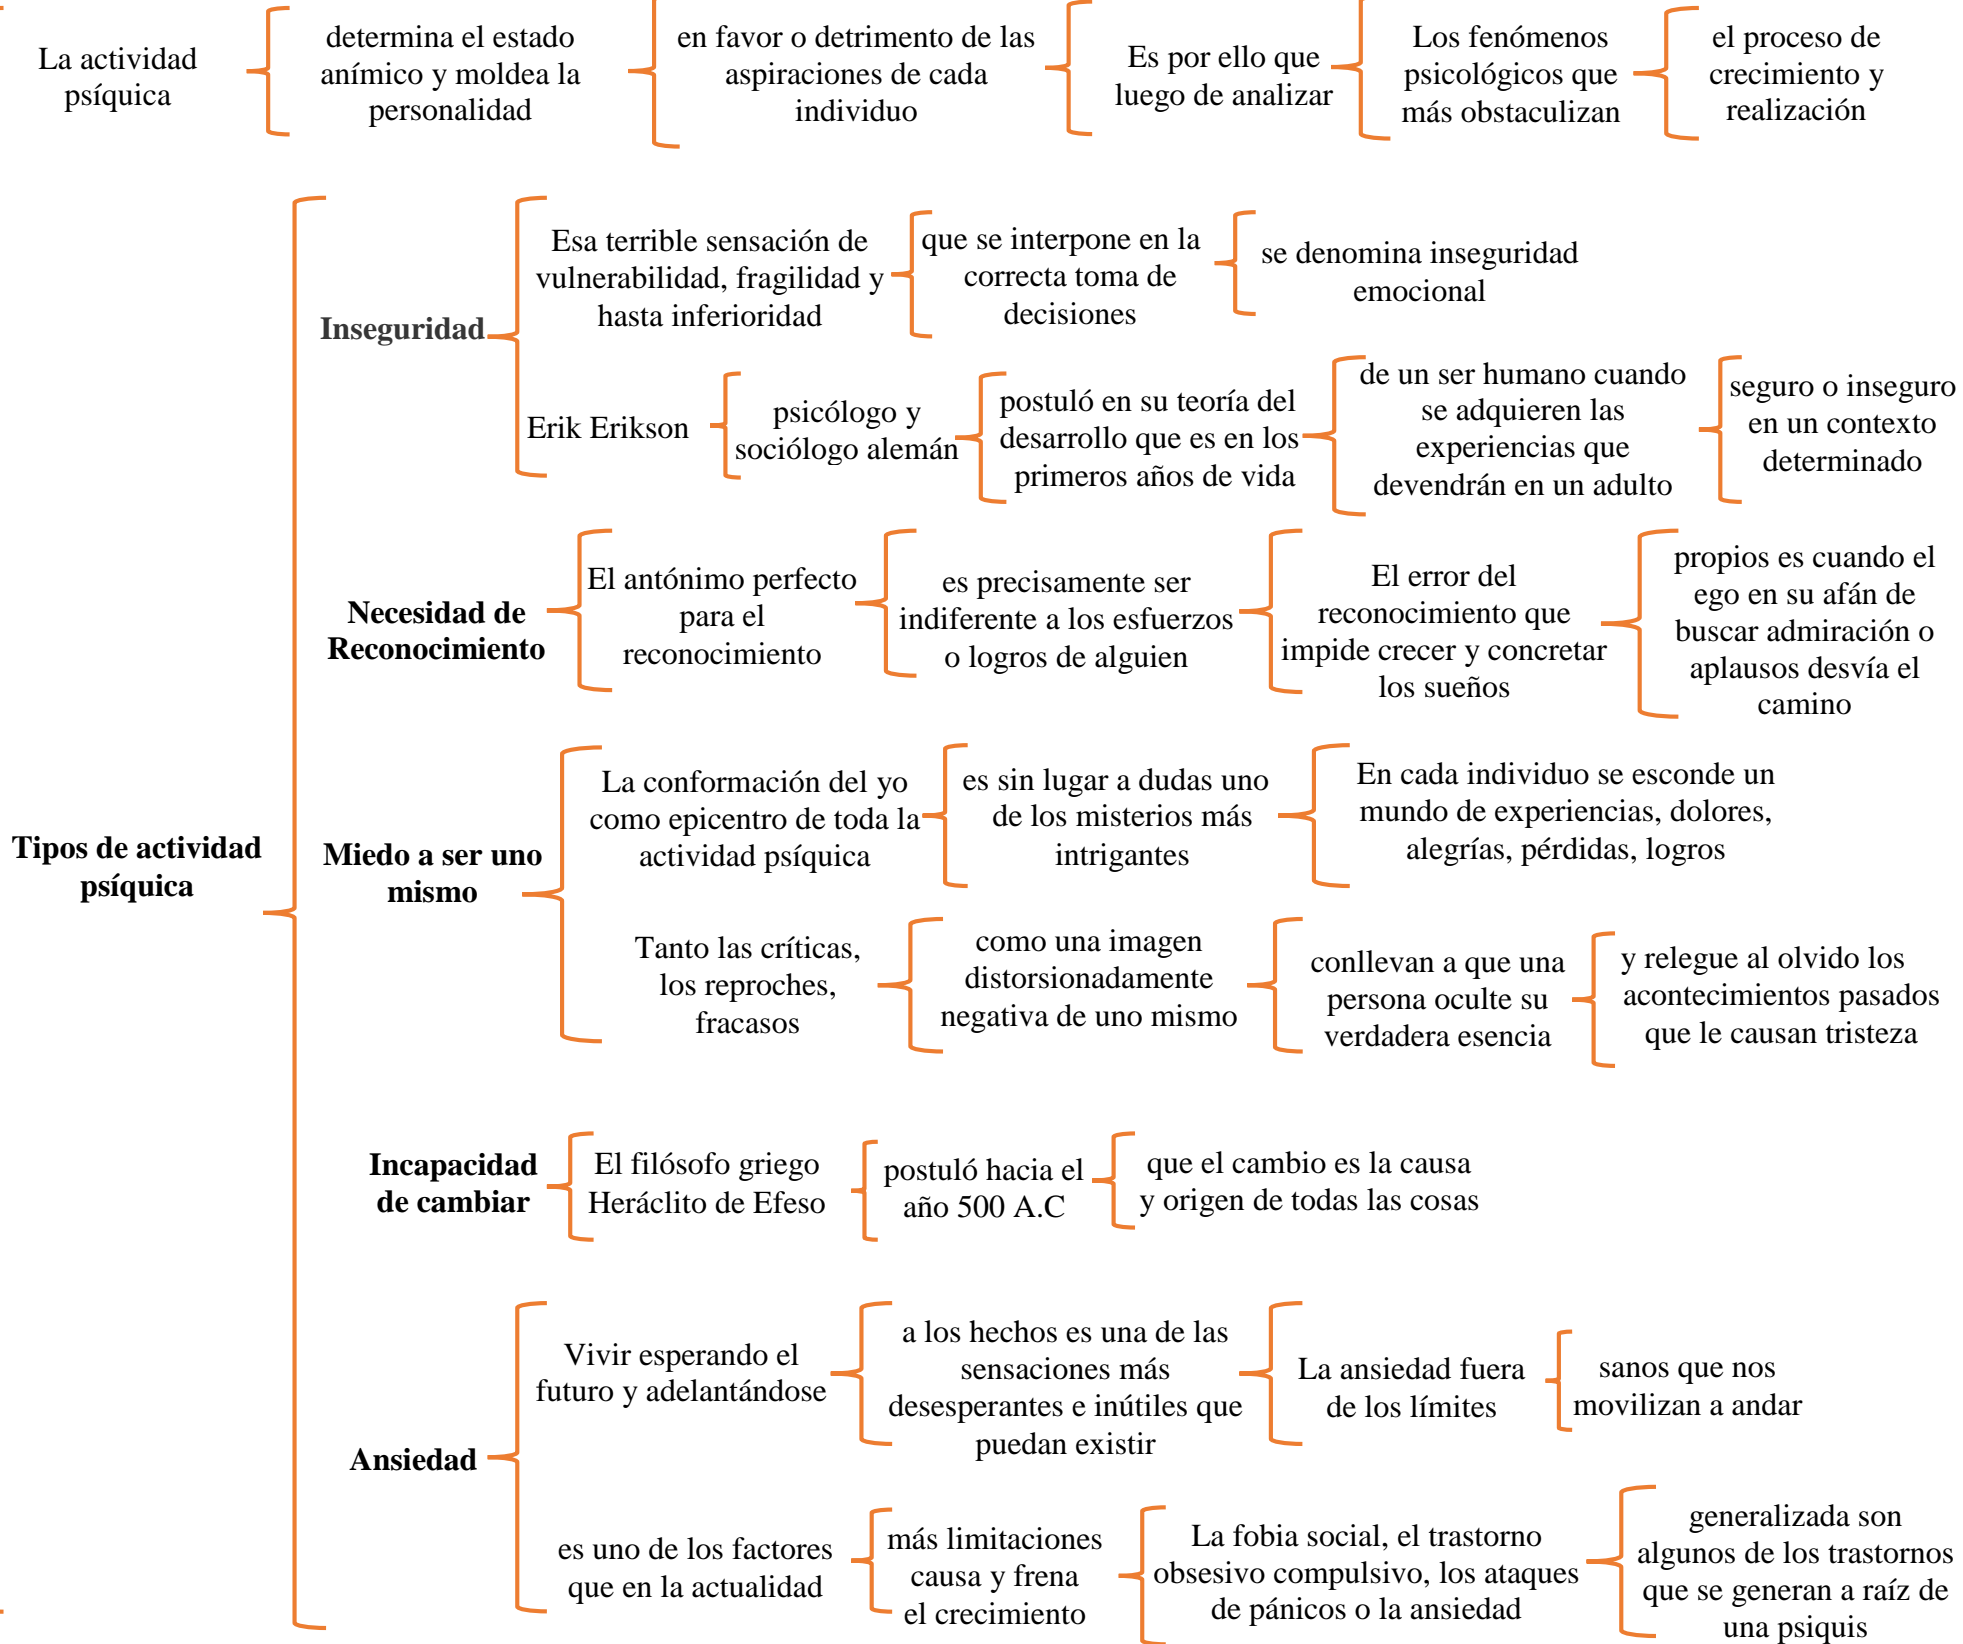 La actividad
psíquica
determina el estado
anímico y moldea la
personalidad
en favor o detrimento de las
aspiraciones de cada
individuo
Es por ello que
luego de analizar
Los fenómenos
psicológicos que
más obstaculizan
el proceso de
crecimiento y
realización
Tipos de actividad
psíquica
Inseguridad
Esa terrible sensación de
vulnerabilidad, fragilidad y
hasta inferioridad
que se interpone en la
correcta toma de
decisiones
se denomina inseguridad
emocional
Erik Erikson
psicólogo y
sociólogo alemán
postuló en su teoría del
desarrollo que es en los
primeros años de vida
de un ser humano cuando
se adquieren las
experiencias que
devendrán en un adulto
seguro o inseguro
en un contexto
determinado
Necesidad de
Reconocimiento
El antónimo perfecto
para el
reconocimiento
es precisamente ser
indiferente a los esfuerzos
o logros de alguien
El error del
reconocimiento que
impide crecer y concretar
los sueños
propios es cuando el
ego en su afán de
buscar admiración o
aplausos desvía el
camino
Miedo a ser uno
mismo
La conformación del yo
como epicentro de toda la
actividad psíquica
es sin lugar a dudas uno
de los misterios más
intrigantes
En cada individuo se esconde un
mundo de experiencias, dolores,
alegrías, pérdidas, logros
Tanto las críticas,
los reproches,
fracasos
como una imagen
distorsionadamente
negativa de uno mismo
conllevan a que una
persona oculte su
verdadera esencia
y relegue al olvido los
acontecimientos pasados
que le causan tristeza
Incapacidad
de cambiar
El filósofo griego
Heráclito de Efeso
postuló hacia el
año 500 A.C
que el cambio es la causa
y origen de todas las cosas
Ansiedad
Vivir esperando el
futuro y adelantándose
a los hechos es una de las
sensaciones más
desesperantes e inútiles que
puedan existir
La ansiedad fuera
de los límites
sanos que nos
movilizan a andar
es uno de los factores
que en la actualidad
más limitaciones
causa y frena
el crecimiento
La fobia social, el trastorno
obsesivo compulsivo, los ataques
de pánicos o la ansiedad
generalizada son
algunos de los trastornos
que se generan a raíz de
una psiquis